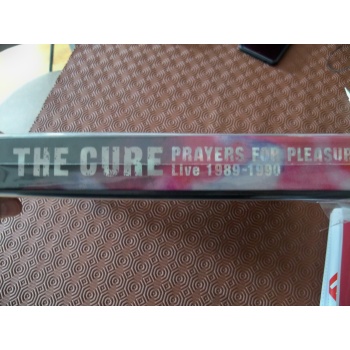 THE CURE
PRAYERS FOR PLEASUR
Live 1989-1990